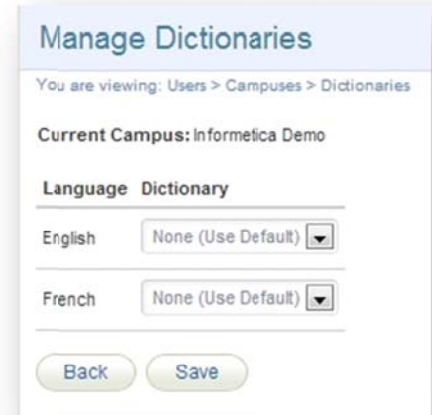 Manage Dictionaries
You are viewing: Users > Campuses > Dictionaries
Current Campus: Informetica Demo
Language Dictionary
English None (Use Default)
French None (Use Default)
Back Save